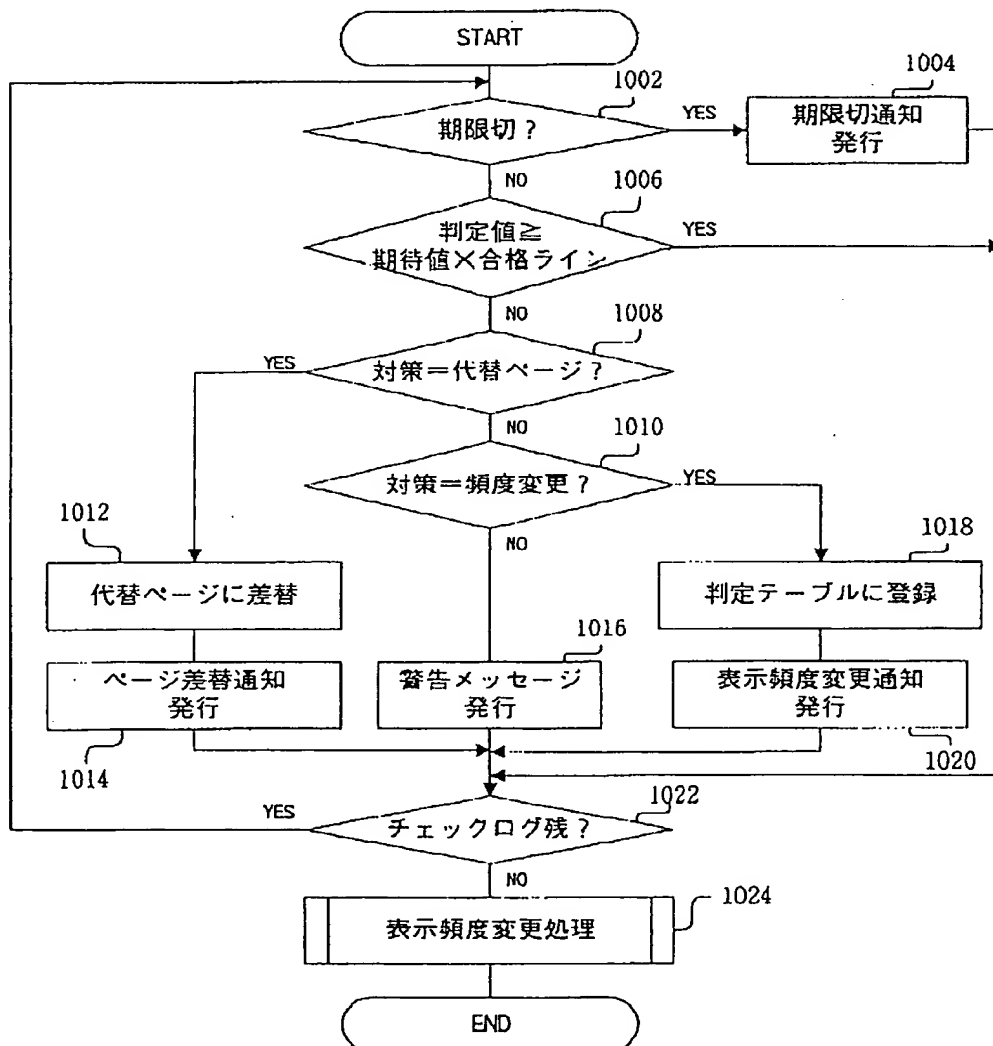 START
1002
期限切?
YES
1004
期限切通知
発行
NO
1006
判定値≧
期待値×合格ライン
YES
NO
1008
対策=代替ページ?
YES
NO
1010
対策=頻度変更?
YES
NO
1012
代替ページに差替
1018
判定テーブルに登録
1016
ページ差替通知
発行
警告メッセージ
発行
表示頻度変更通知
発行
1014
1020
1022
YES
チェックログ残?
NO
1024
表示頻度変更処理
END